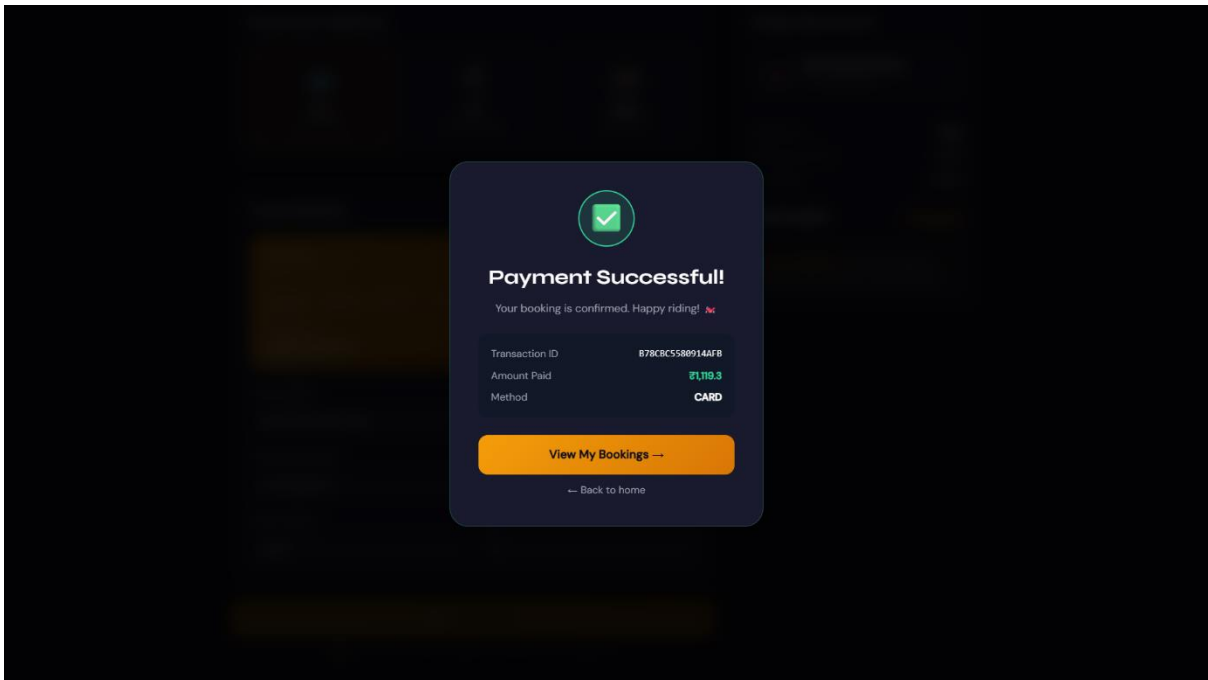 Payment Successful!
Your booking is confirmed. Happy riding!
Transaction ID B78CBC5580914AFB
Amount Paid ₹1,119.3
Method CARD
View My Bookings →
← Back to home